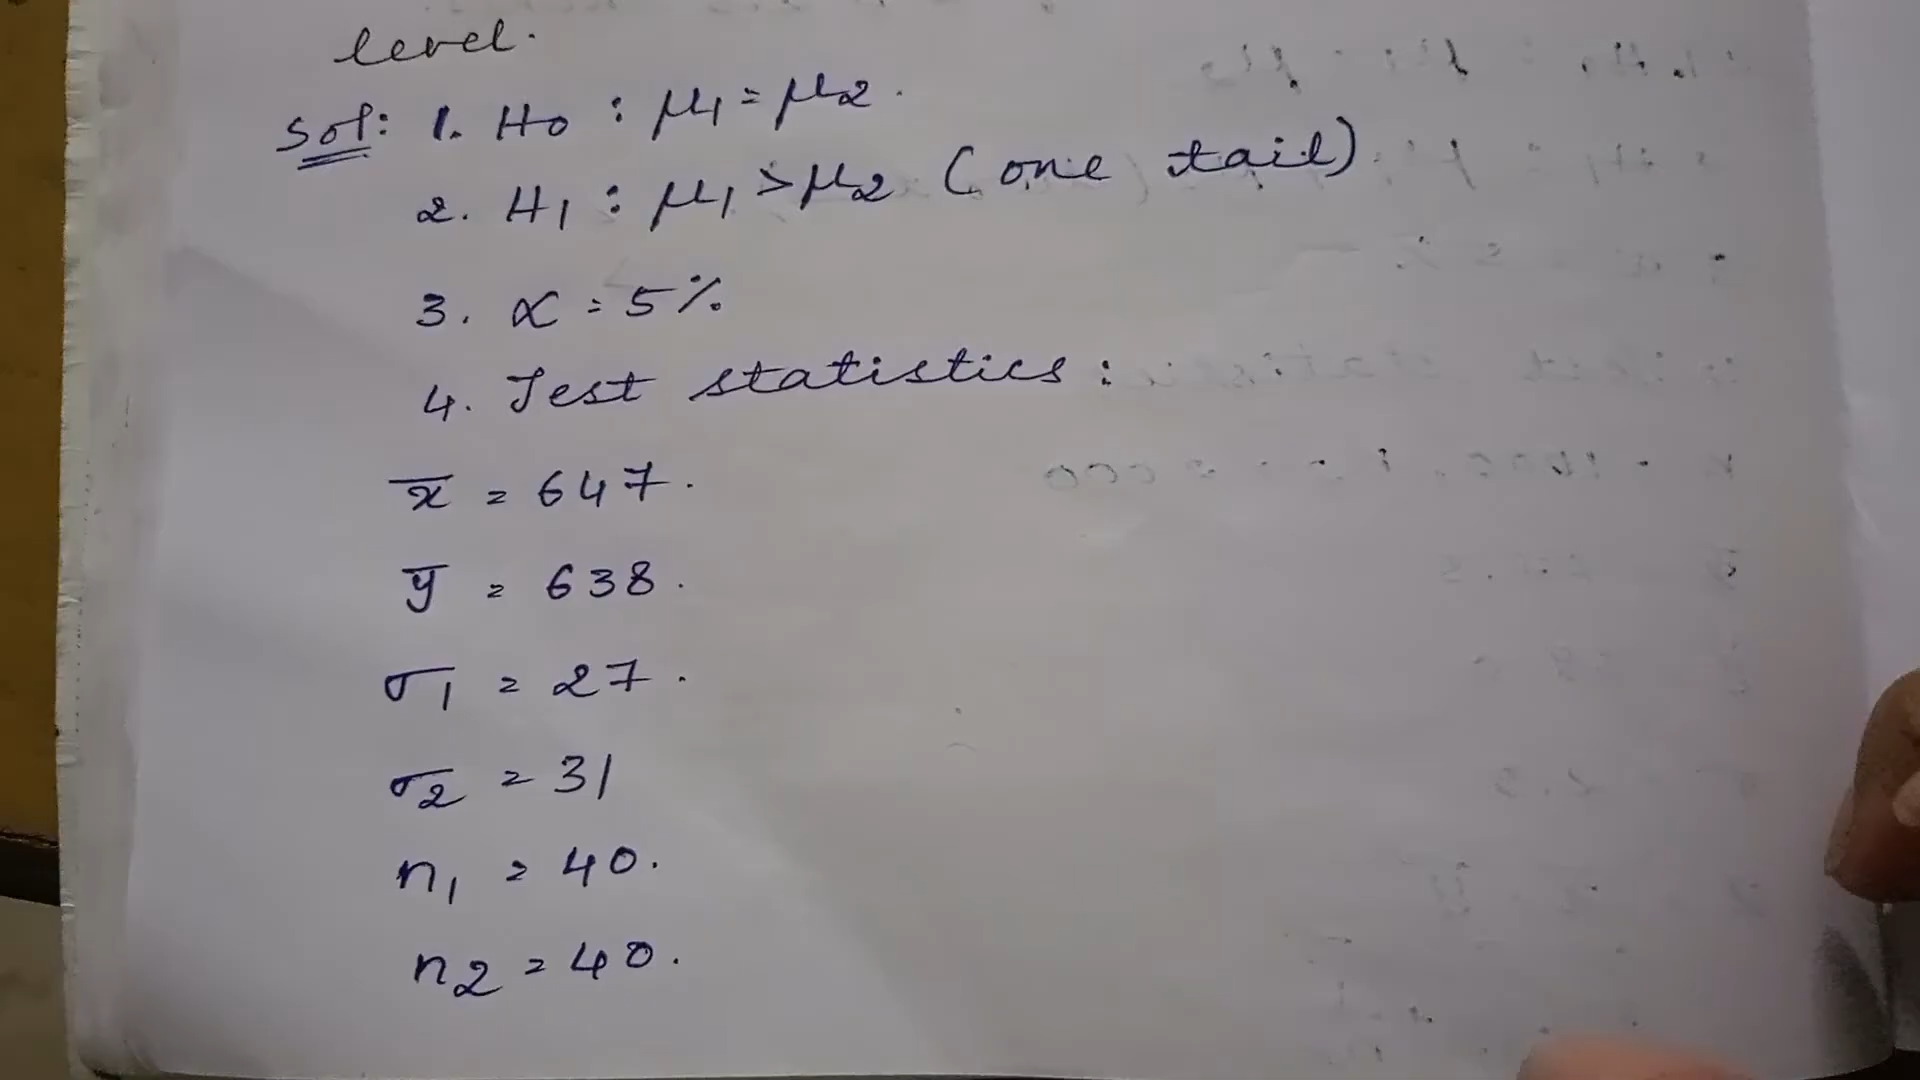 level.
Sol: 1. H0 : μ1 = μ2.
2. H1 : μ1 > μ2 (one tail)
3. α = 5%
4. Test statistics :
x̄ = 647.
ȳ = 638.
σ1 = 27.
σ2 = 31
n1 = 40.
n2 = 40.